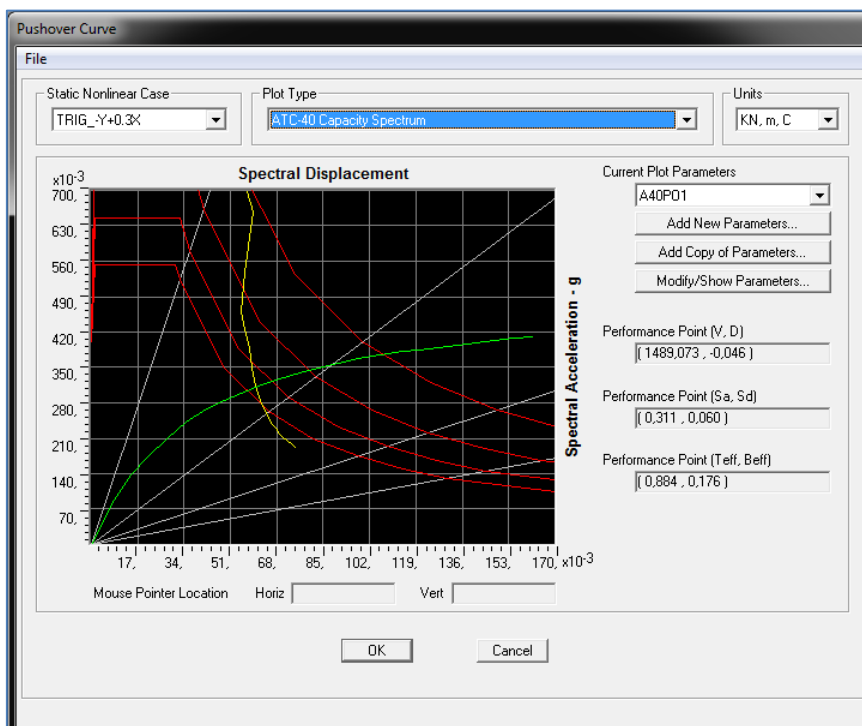 Pushover Curve
File
Static Nonlinear Case
TRIG_-Y+0.3X
Plot Type
ATC-40 Capacity Spectrum
Units
KN, m, C
Spectral Displacement
x10-3
700,
630,
560,
490,
420,
350,
280,
210,
140,
70,
17, 34, 51, 68, 85, 102, 119, 136, 153, 170, x10-3
Spectral Acceleration - g
Mouse Pointer Location Horiz Vert
Current Plot Parameters
A40PO1
Add New Parameters...
Add Copy of Parameters...
Modify/Show Parameters...
Performance Point (V, D)
( 1489,073 , -0,046 )
Performance Point (Sa, Sd)
( 0,311 , 0,060 )
Performance Point (Teff, Beff)
( 0,884 , 0,176 )
OK Cancel